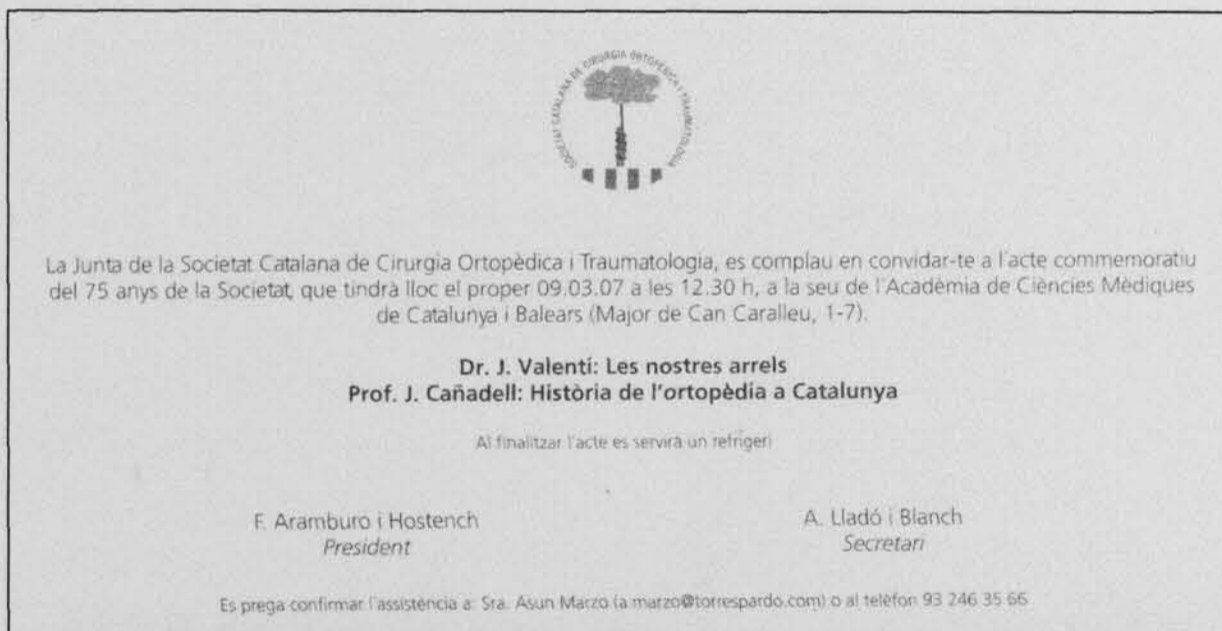 SOCIETAT CATALANA DE CIRURGIA ORTOPÈDICA I TRAUMATOLOGIA
La Junta de la Societat Catalana de Cirurgia Ortopèdica i Traumatologia, es complau en convidar-te a l'acte commemoratiu
del 75 anys de la Societat, que tindrà lloc el proper 09.03.07 a les 12.30 h, a la seu de l'Acadèmia de Ciències Mèdiques
de Catalunya i Balears (Major de Can Caralleu, 1-7).
Dr. J. Valentí: Les nostres arrels
Prof. J. Cañadell: Història de l'ortopèdia a Catalunya
Al finalitzar l'acte es servirà un refrigeri
F. Aramburo i Hostench
President
A. Lladó i Blanch
Secretari
Es prega confirmar l'assistència a: Sra. Asun Marzo (a.marzo@torrespardo.com) o al telèfon 93 246 35 66